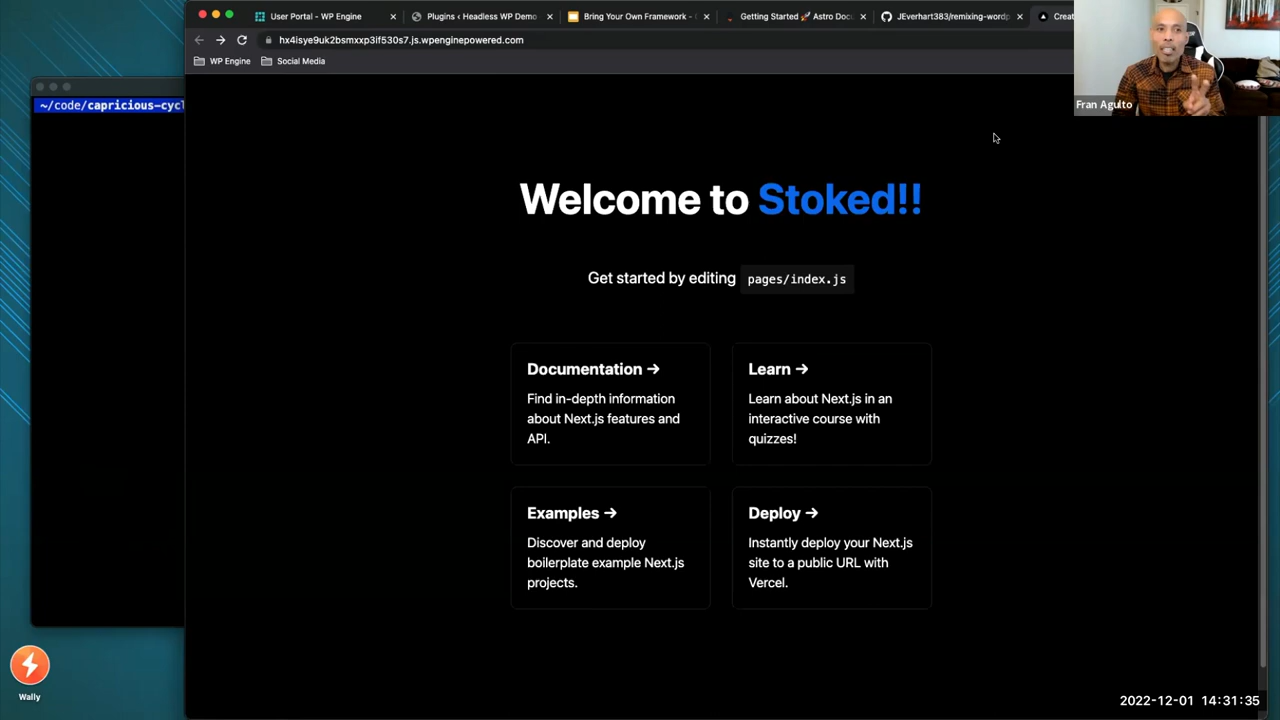 User Portal - WP Engine
Plugins ‹ Headless WP Demo
Bring Your Own Framework -
Getting Started 🚀 Astro Doc
JEverhart383/remixing-wordp
Creat
hx4isye9uk2bsmxxp3if530s7.js.wpenginepowered.com
WP Engine
Social Media
~/code/capricious-cycl
Fran Agulto
Welcome to Stoked!!
Get started by editing pages/index.js
Documentation →
Find in-depth information
about Next.js features and
API.
Learn →
Learn about Next.js in an
interactive course with
quizzes!
Examples →
Discover and deploy
boilerplate example Next.js
projects.
Deploy →
Instantly deploy your Next.js
site to a public URL with
Vercel.
Wally
2022-12-01 14:31:35